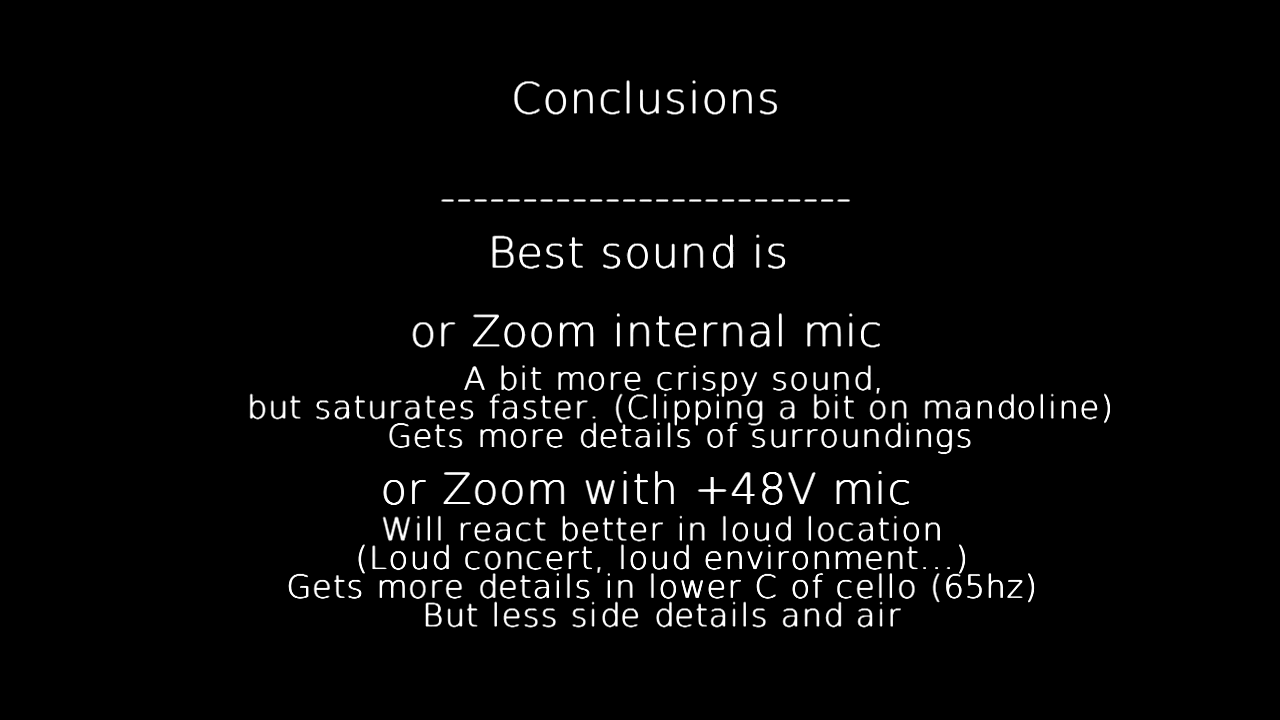 Conclusions
-------------------------
Best sound is
or Zoom internal mic
A bit more crispy sound,
but saturates faster. (Clipping a bit on mandoline)
Gets more details of surroundings
or Zoom with +48V mic
Will react better in loud location
(Loud concert, loud environment...)
Gets more details in lower C of cello (65hz)
But less side details and air